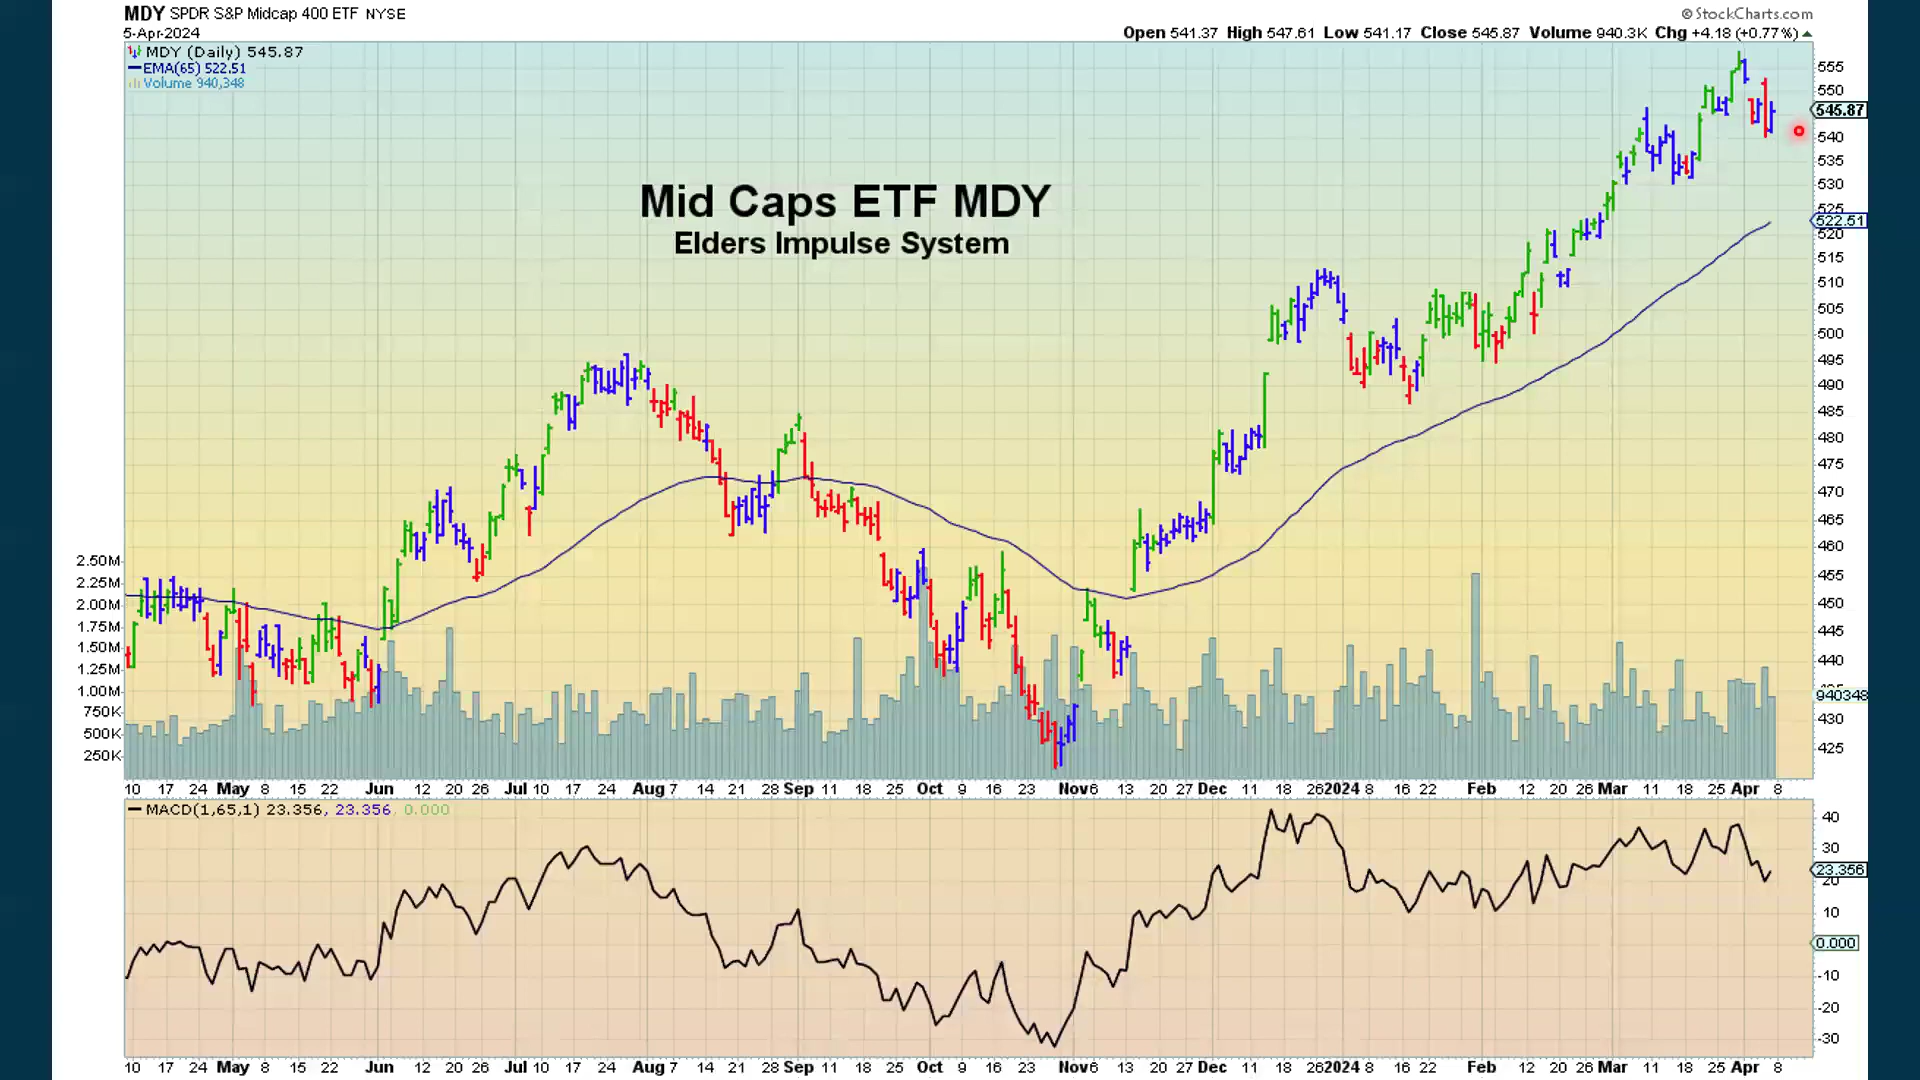 MDY SPDR S&P Midcap 400 ETF NYSE
© StockCharts.com
5-Apr-2024
Open 541.37 High 547.61 Low 541.17 Close 545.87 Volume 940.3K Chg +4.18 (+0.77%)
MDY (Daily) 545.87
EMA(65) 522.51
Volume 940,348
Mid Caps ETF MDY
Elders Impulse System
555
550
545.87
540
535
530
525
522.51
520
515
510
505
500
495
490
485
480
475
470
465
460
455
450
445
440
940348
430
425
2.50M
2.25M
2.00M
1.75M
1.50M
1.25M
1.00M
750K
500K
250K
10 17 24 May 8 15 22 Jun 12 20 26 Jul 10 17 24 Aug 7 14 21 28 Sep 11 18 25 Oct 9 16 23 Nov 6 13 20 27 Dec 11 18 26 2024 8 16 22 Feb 12 20 26 Mar 11 18 25 Apr 8
MACD(1,65,1) 23.356, 23.356, 0.000
40
30
23.356
20
10
0.000
-10
-20
-30
10 17 24 May 8 15 22 Jun 12 20 26 Jul 10 17 24 Aug 7 14 21 28 Sep 11 18 25 Oct 9 16 23 Nov 6 13 20 27 Dec 11 18 26 2024 8 16 22 Feb 12 20 26 Mar 11 18 25 Apr 8